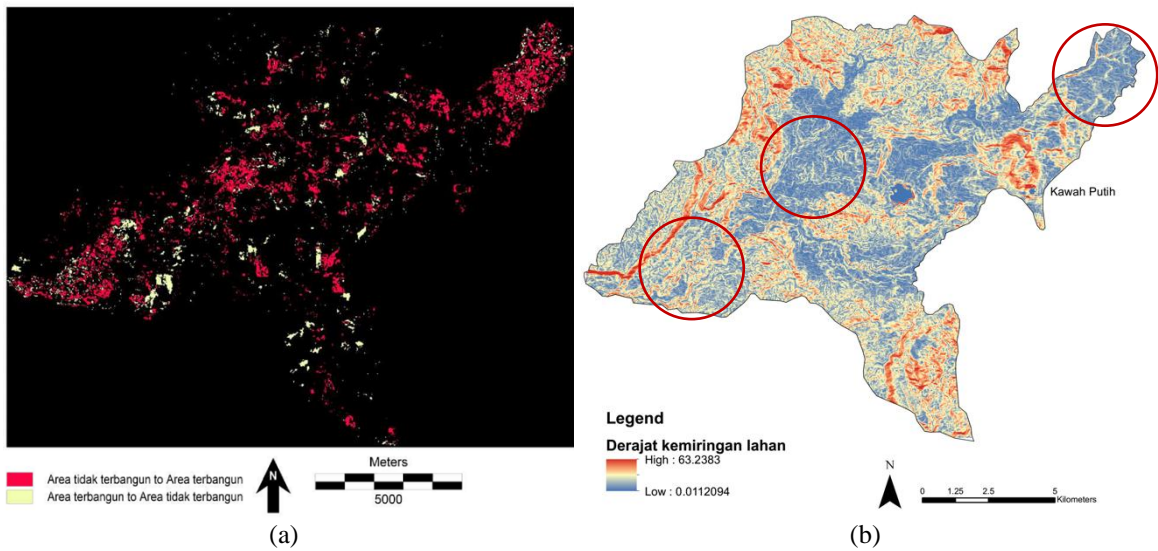 Area tidak terbangun to Area terbangun
Area terbangun to Area tidak terbangun
N
Meters
5000
(a)
Kawah Putih
Legend
Derajat kemiringan lahan
High : 63.2383
Low : 0.0112094
N
0 1.25 2.5 5
Kilometers
(b)